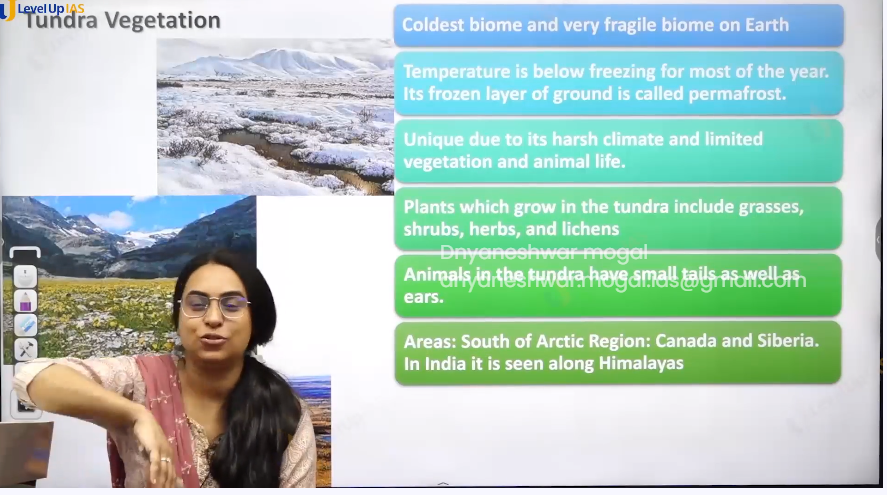 LevelUp IAS
Tundra Vegetation
Coldest biome and very fragile biome on Earth
Temperature is below freezing for most of the year.
Its frozen layer of ground is called permafrost.
Unique due to its harsh climate and limited
vegetation and animal life.
Plants which grow in the tundra include grasses,
shrubs, herbs, and lichens
Dnyaneshwar mogal
Animals in the tundra have small tails as well as
dnyaneshwar.mogal.ias@gmail.com
ears.
Areas: South of Arctic Region: Canada and Siberia.
In India it is seen along Himalayas